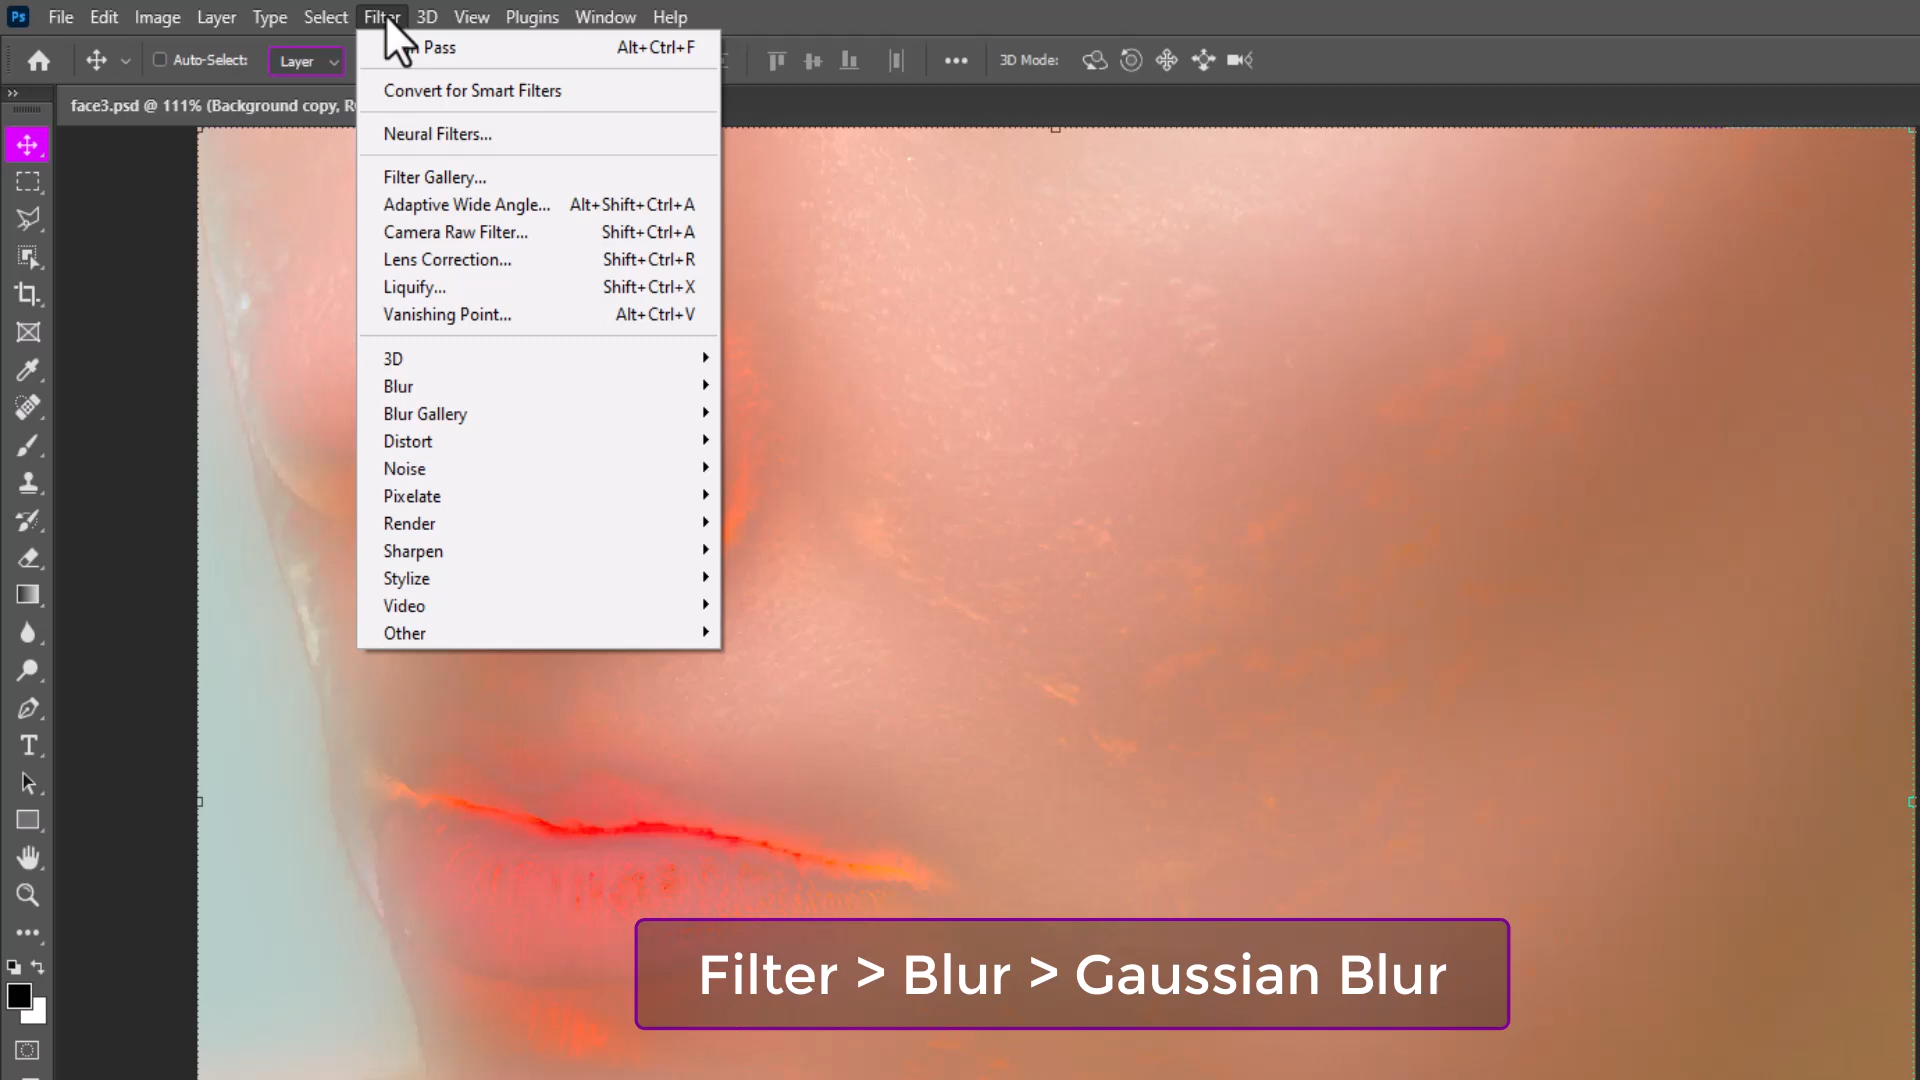 Ps File Edit Image Layer Type Select Filter 3D View Plugins Window Help
Auto-Select: Layer 3D Mode:
face3.psd @ 111% (Background copy,
Pass Alt+Ctrl+F
Convert for Smart Filters
Neural Filters...
Filter Gallery...
Adaptive Wide Angle... Alt+Shift+Ctrl+A
Camera Raw Filter... Shift+Ctrl+A
Lens Correction... Shift+Ctrl+R
Liquify... Shift+Ctrl+X
Vanishing Point... Alt+Ctrl+V
3D
Blur
Blur Gallery
Distort
Noise
Pixelate
Render
Sharpen
Stylize
Video
Other
Filter > Blur > Gaussian Blur